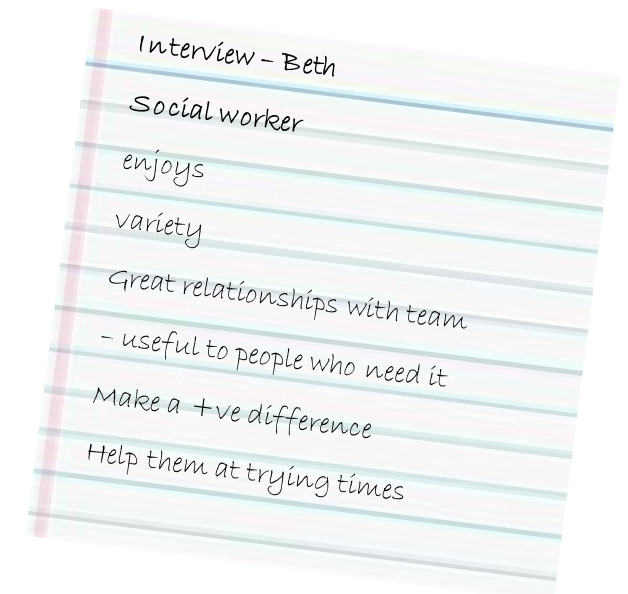 Interview – Beth
Social worker
enjoys
variety
Great relationships with team
– useful to people who need it
Make a +ve difference
Help them at trying times